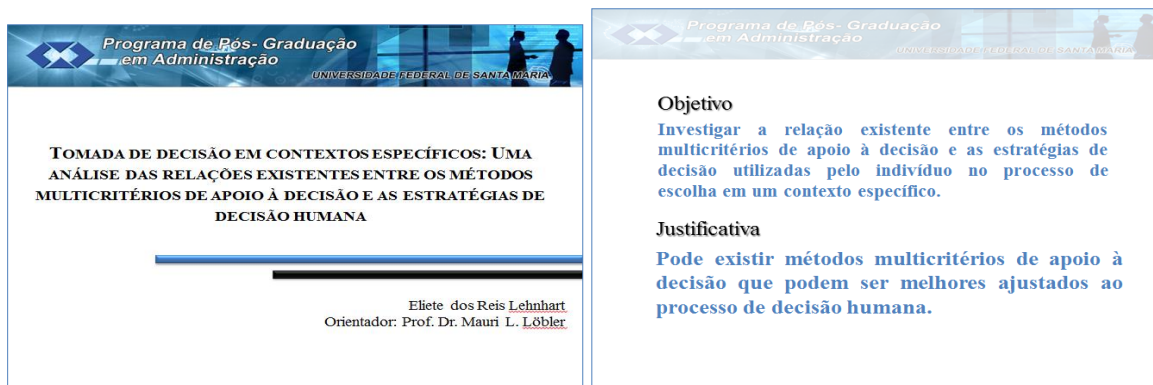 Programa de Pós- Graduação
em Administração
UNIVERSIDADE FEDERAL DE SANTA MARIA
TOMADA DE DECISÃO EM CONTEXTOS ESPECÍFICOS: UMA
ANÁLISE DAS RELAÇÕES EXISTENTES ENTRE OS MÉTODOS
MULTICRITÉRIOS DE APOIO À DECISÃO E AS ESTRATÉGIAS DE
DECISÃO HUMANA
Eliete dos Reis Lehnhart
Orientador: Prof. Dr. Mauri L. Löbler
Programa de Pós- Graduação
em Administração
UNIVERSIDADE FEDERAL DE SANTA MARIA
Objetivo
Investigar a relação existente entre os métodos
multicritérios de apoio à decisão e as estratégias de
decisão utilizadas pelo indivíduo no processo de
escolha em um contexto específico.
Justificativa
Pode existir métodos multicritérios de apoio à
decisão que podem ser melhores ajustados ao
processo de decisão humana.